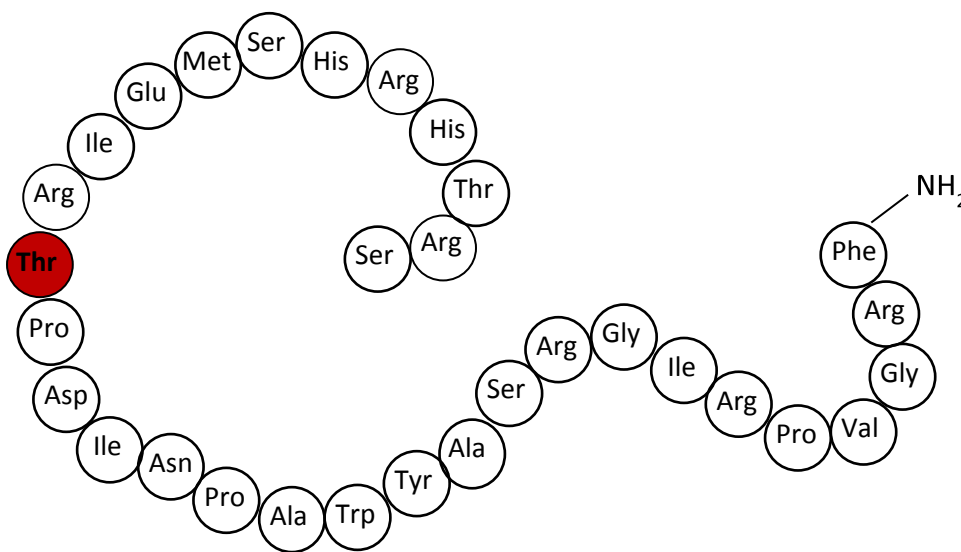 Ser
Arg
Thr
His
Arg
His
Ser
Met
Glu
Ile
Arg
Thr
Pro
Asp
Ile
Asn
Pro
Ala
Trp
Tyr
Ala
Ser
Arg
Gly
Ile
Arg
Pro
Val
Gly
Arg
Phe
NH₂